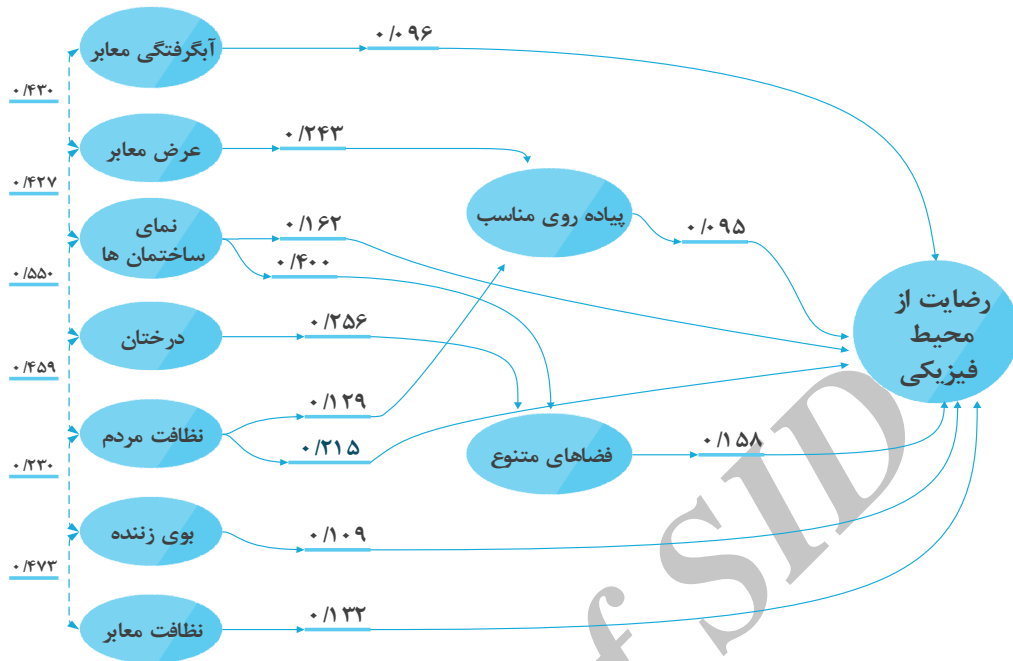 آبگرفتگی معابر
۰/۰۹۶
۰/۴۳۰
عرض معابر
۰/۲۴۳
۰/۴۲۷
پیاده روی مناسب
نمای
ساختمان ها
۰/۱۶۲
۰/۴۰۰
۰/۰۹۵
۰/۵۵۰
رضایت از
محیط
فیزیکی
درختان
۰/۲۵۶
۰/۴۵۹
نظافت مردم
۰/۱۲۹
۰/۲۱۵
فضاهای متنوع
۰/۱۵۸
۰/۲۳۰
بوی زننده
۰/۱۰۹
۰/۴۷۳
نظافت معابر
۰/۱۳۲
f SID